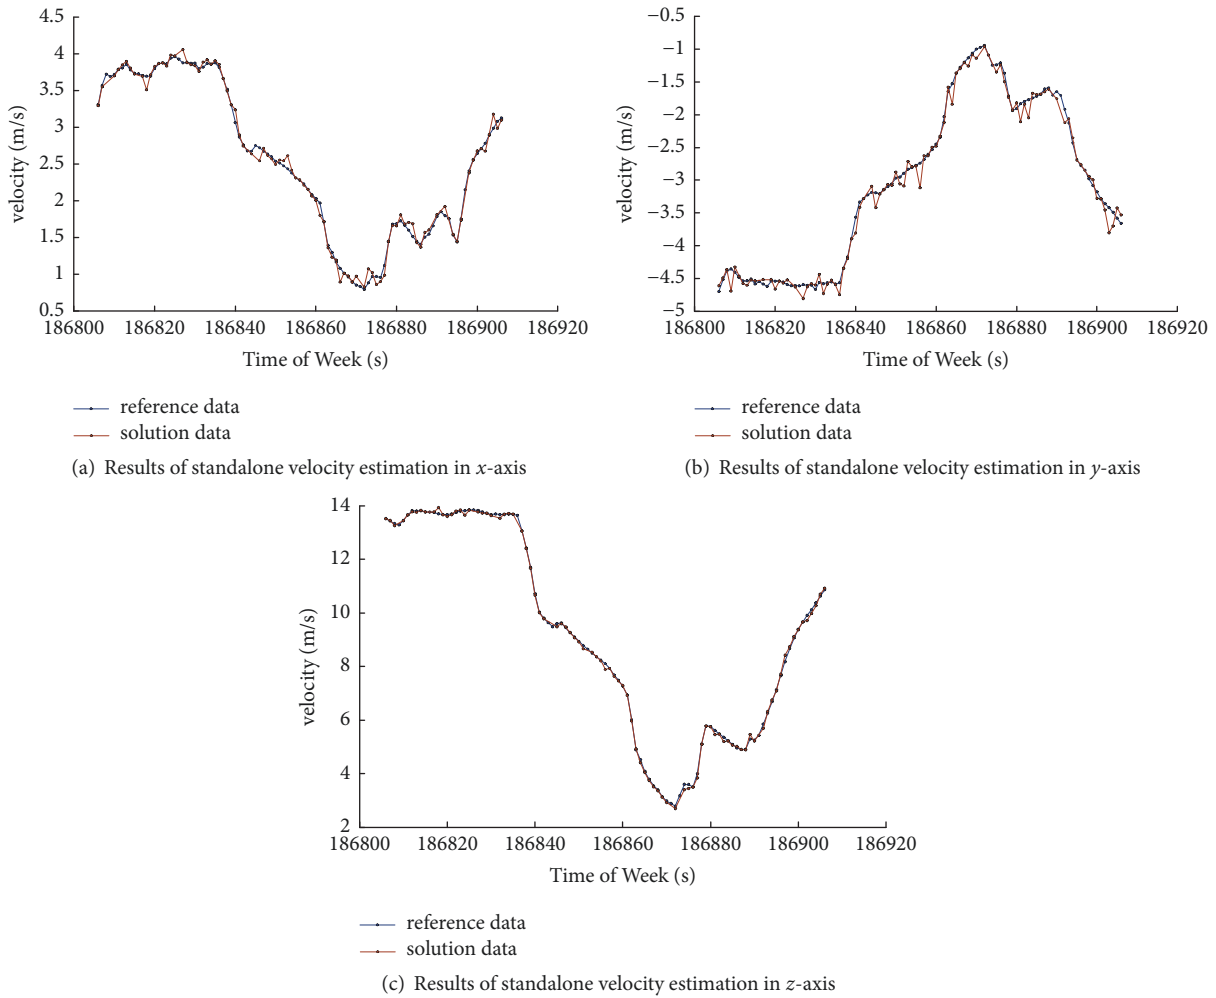 4.5
4
3.5
3
2.5
2
1.5
1
0.5
velocity (m/s)
186800 186820 186840 186860 186880 186900 186920
Time of Week (s)
reference data
solution data
(a) Results of standalone velocity estimation in x-axis
−0.5
−1
−1.5
−2
−2.5
−3
−3.5
−4
−4.5
−5
velocity (m/s)
186800 186820 186840 186860 186880 186900 186920
Time of Week (s)
reference data
solution data
(b) Results of standalone velocity estimation in y-axis
14
12
10
8
6
4
2
velocity (m/s)
186800 186820 186840 186860 186880 186900 186920
Time of Week (s)
reference data
solution data
(c) Results of standalone velocity estimation in z-axis